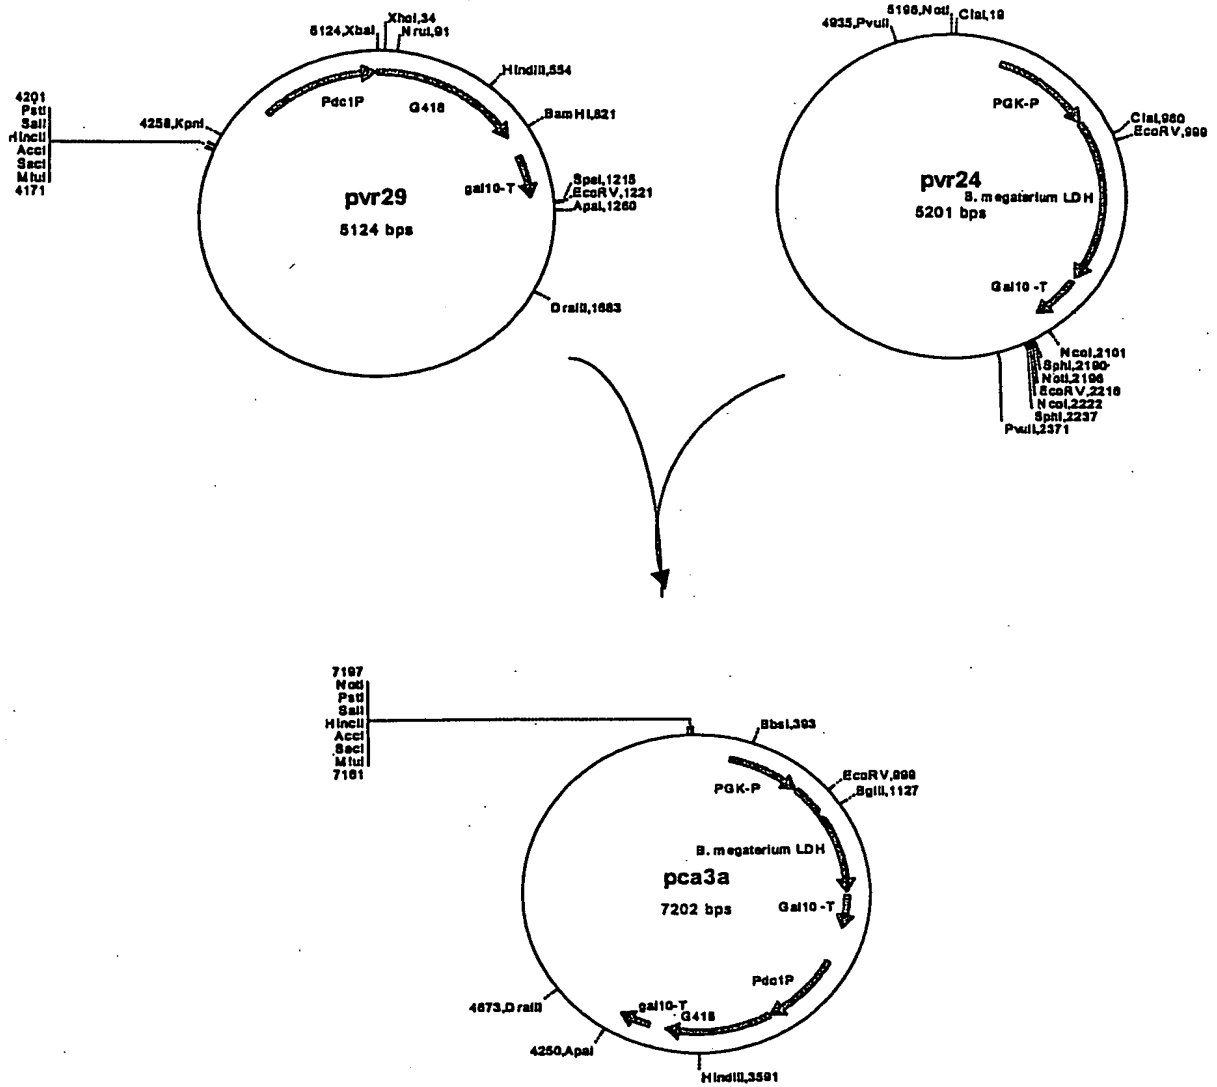 5124,XbaI
XhoI,34
NruI,91
HindIII,554
BamHI,821
SpeI,1215
EcoRV,1221
ApaI,1260
DraIII,1683
4258,KpnI
4201
PstI
SalI
HincII
AccI
SacI
MluI
4171
Pdc1P
G418
gal10-T
pvr29
5124 bps
4935,PvuII
5195,NotI
ClaI,19
PGK-P
ClaI,980
EcoRV,999
pvr24
B. megaterium LDH
5201 bps
Gal10 -T
NcoI,2101
SphI,2190
NotI,2196
EcoRV,2216
NcoI,2222
SphI,2237
PvuII,2371
7197
NotI
PstI
SalI
HincII
AccI
SacI
MluI
7161
BbsI,393
EcoRV,999
BglII,1127
PGK-P
B. megaterium LDH
pca3a
7202 bps
Gal10 -T
Pdc1P
gal10-T
G418
4673,DraIII
4250,ApaI
HindIII,3591